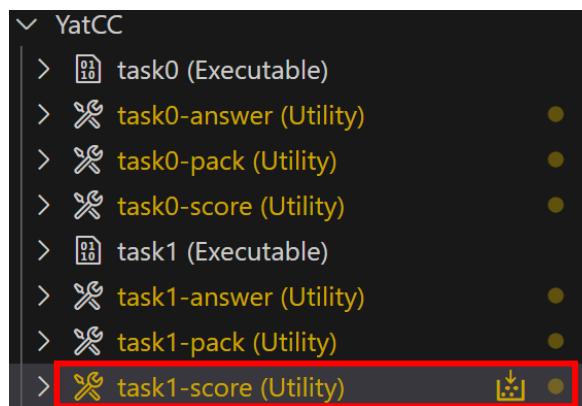 YatCC
task0 (Executable)
task0-answer (Utility)
task0-pack (Utility)
task0-score (Utility)
task1 (Executable)
task1-answer (Utility)
task1-pack (Utility)
task1-score (Utility)